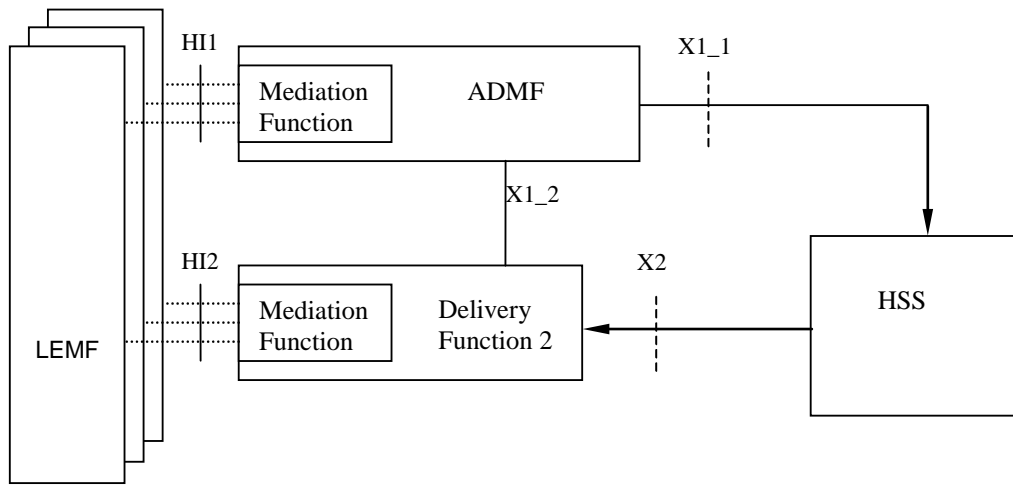 HI1
X1_1
Mediation
Function
ADMF
X1_2
HI2
X2
Mediation
Function
Delivery
Function 2
HSS
LEMF